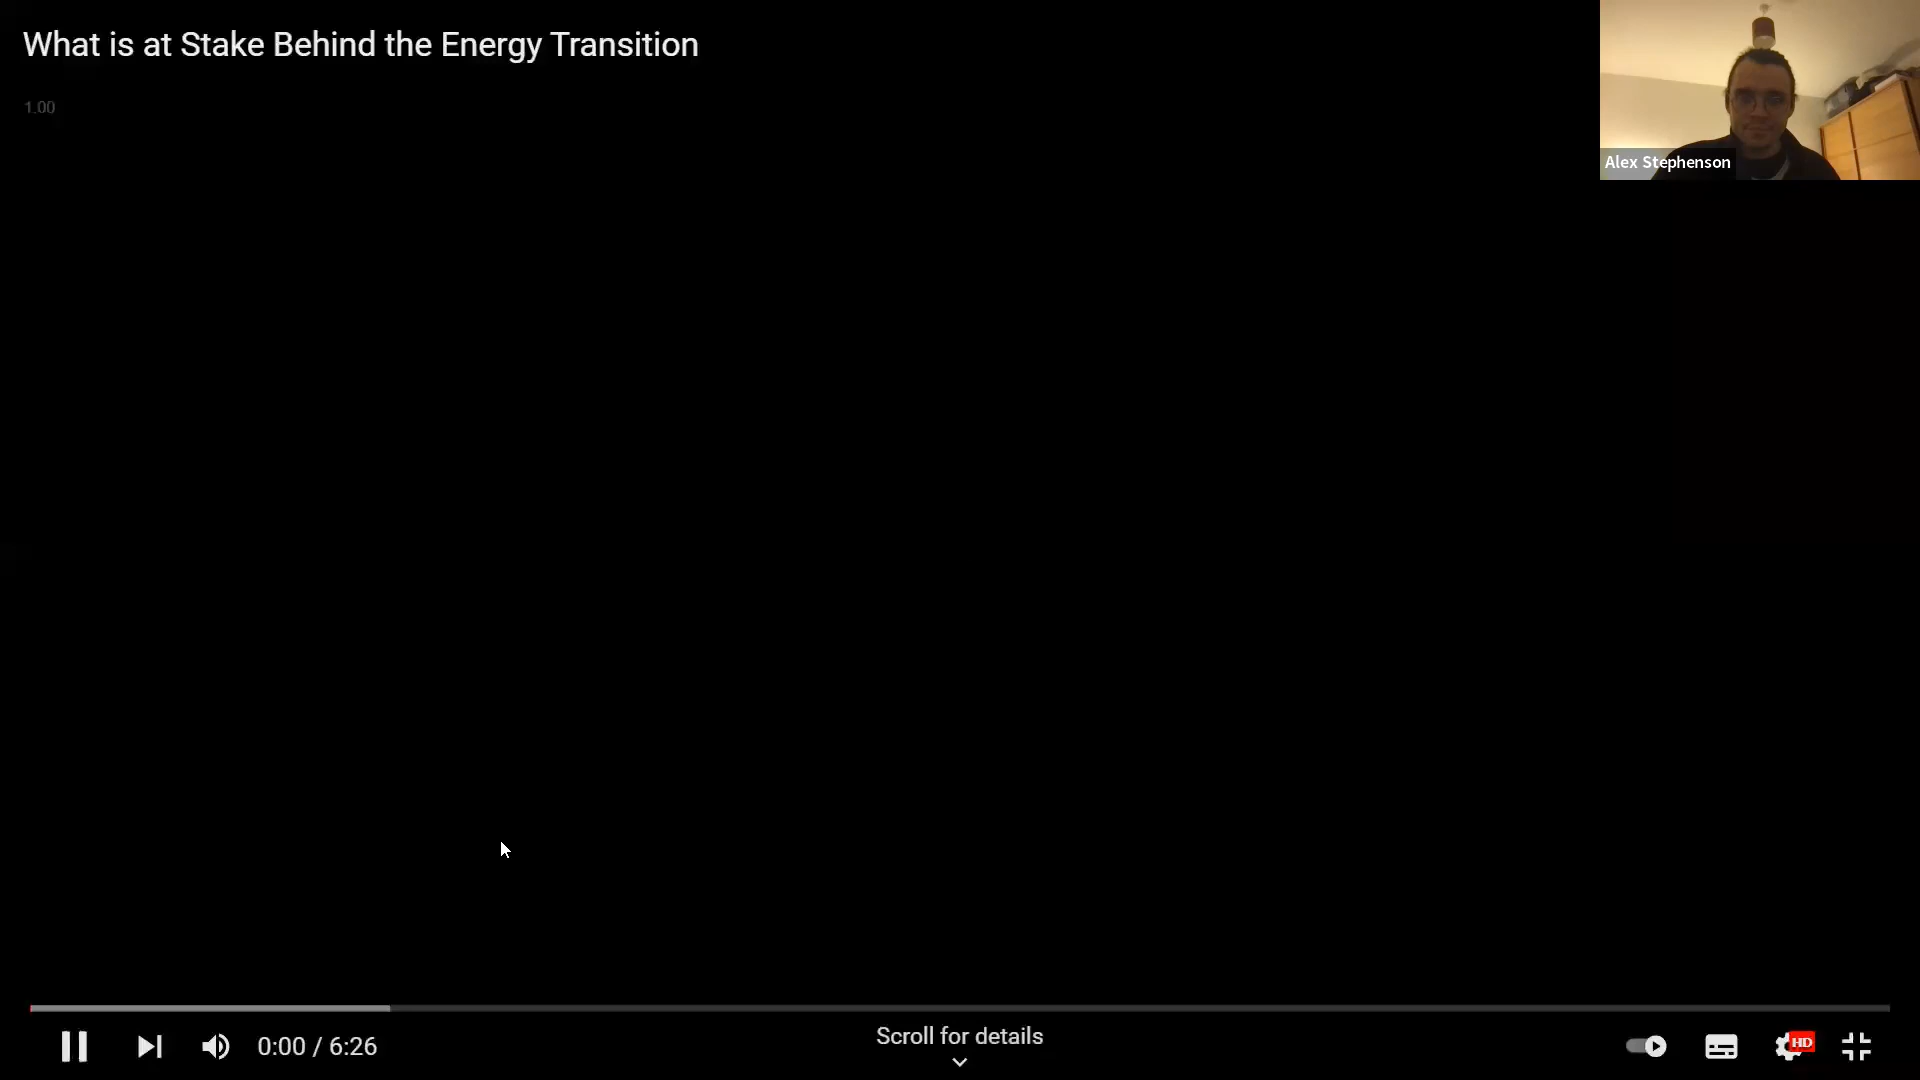 What is at Stake Behind the Energy Transition
1.00
Alex Stephenson
0:00 / 6:26
Scroll for details
HD